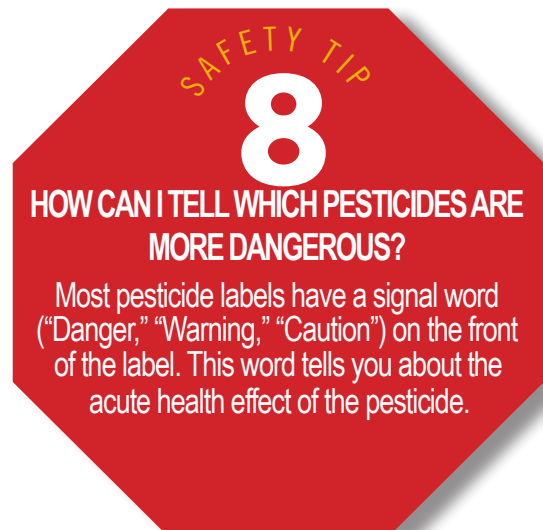 SAFETY TIP
8
HOW CAN I TELL WHICH PESTICIDES ARE
MORE DANGEROUS?
Most pesticide labels have a signal word
(“Danger,” “Warning,” “Caution”) on the front
of the label. This word tells you about the
acute health effect of the pesticide.